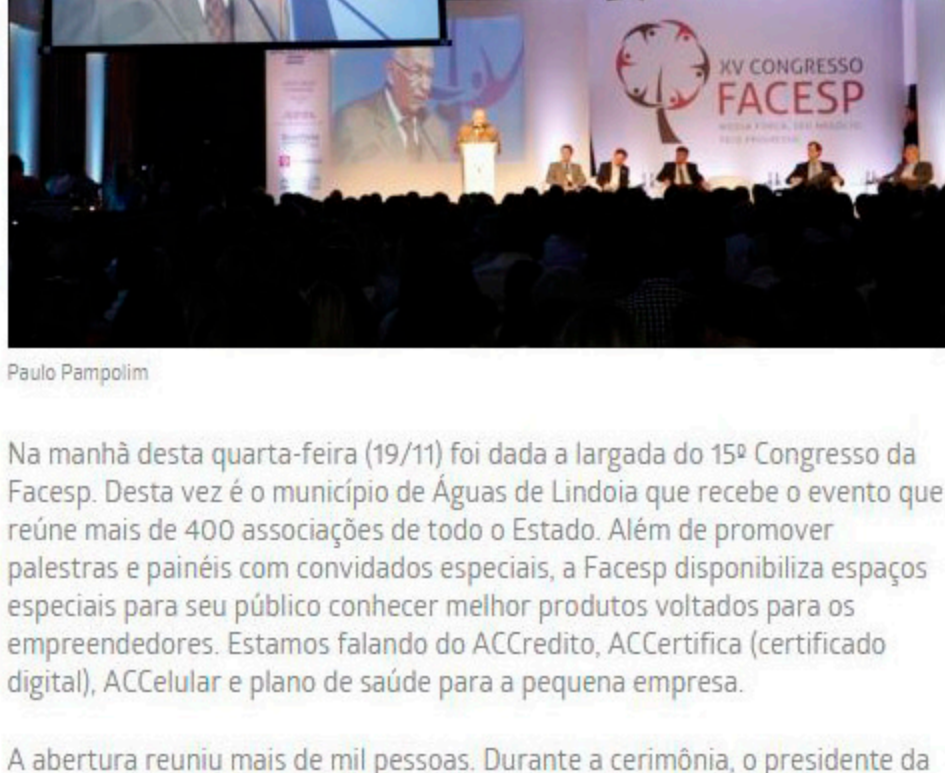 XV CONGRESSO
FACESP
Paulo Pampolim
Na manhã desta quarta-feira (19/11) foi dada a largada do 15º Congresso da
Facesp. Desta vez é o município de Águas de Lindoia que recebe o evento que
reúne mais de 400 associações de todo o Estado. Além de promover
palestras e painéis com convidados especiais, a Facesp disponibiliza espaços
especiais para seu público conhecer melhor produtos voltados para os
empreendedores. Estamos falando do ACCredito, ACCertifica (certificado
digital), ACCelular e plano de saúde para a pequena empresa.
A abertura reuniu mais de mil pessoas. Durante a cerimônia, o presidente da